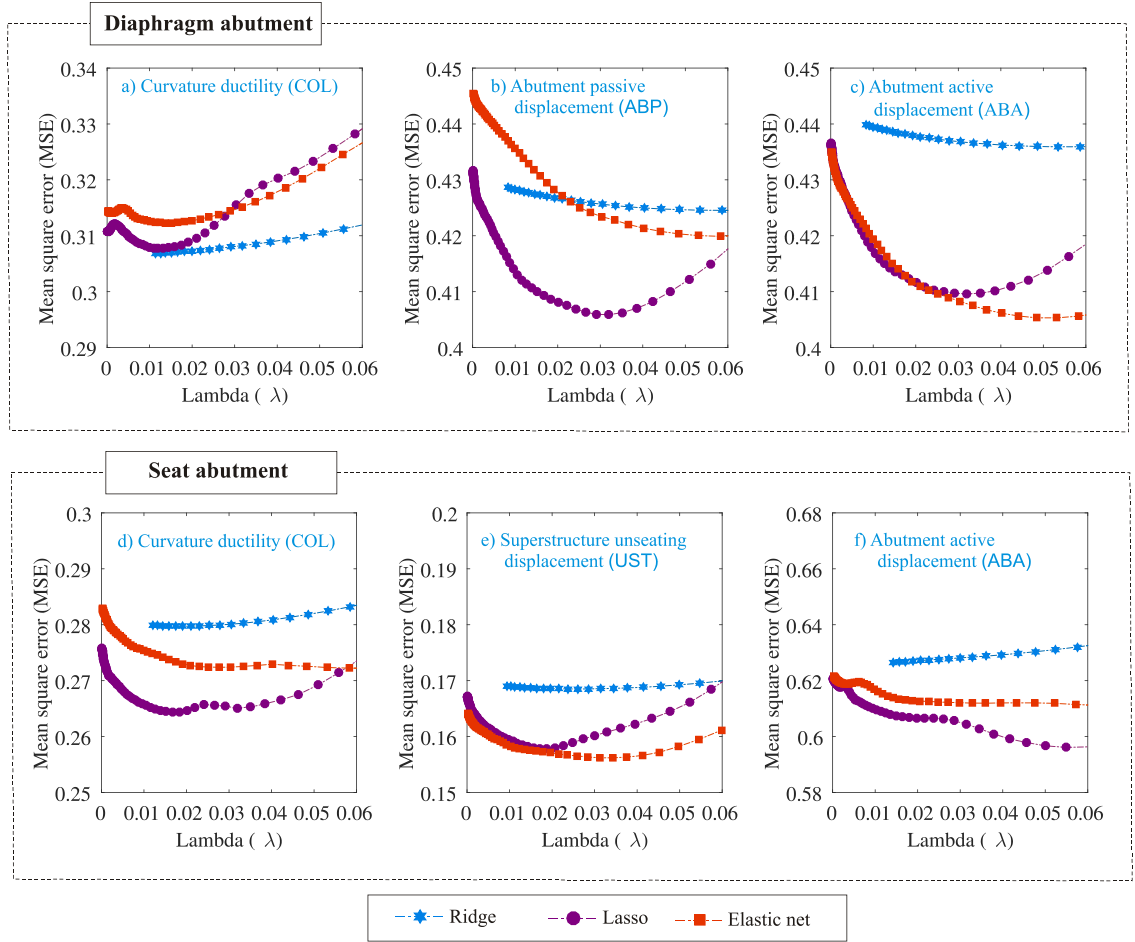 Diaphragm abutment
a) Curvature ductility (COL)
Mean square error (MSE)
0.34
0.33
0.32
0.31
0.3
0.29
0 0.01 0.02 0.03 0.04 0.05 0.06
Lambda ( λ)
b) Abutment passive
displacement (ABP)
Mean square error (MSE)
0.45
0.44
0.43
0.42
0.41
0.4
0 0.01 0.02 0.03 0.04 0.05 0.06
Lambda ( λ)
c) Abutment active
displacement (ABA)
Mean square error (MSE)
0.45
0.44
0.43
0.42
0.41
0.4
0 0.01 0.02 0.03 0.04 0.05 0.06
Lambda ( λ)
Seat abutment
d) Curvature ductility (COL)
Mean square error (MSE)
0.3
0.29
0.28
0.27
0.26
0.25
0 0.01 0.02 0.03 0.04 0.05 0.06
Lambda ( λ)
e) Superstructure unseating
displacement (UST)
Mean square error (MSE)
0.2
0.19
0.18
0.17
0.16
0.15
0 0.01 0.02 0.03 0.04 0.05 0.06
Lambda ( λ)
f) Abutment active
displacement (ABA)
Mean square error (MSE)
0.68
0.66
0.64
0.62
0.6
0.58
0 0.01 0.02 0.03 0.04 0.05 0.06
Lambda ( λ)
Ridge Lasso Elastic net